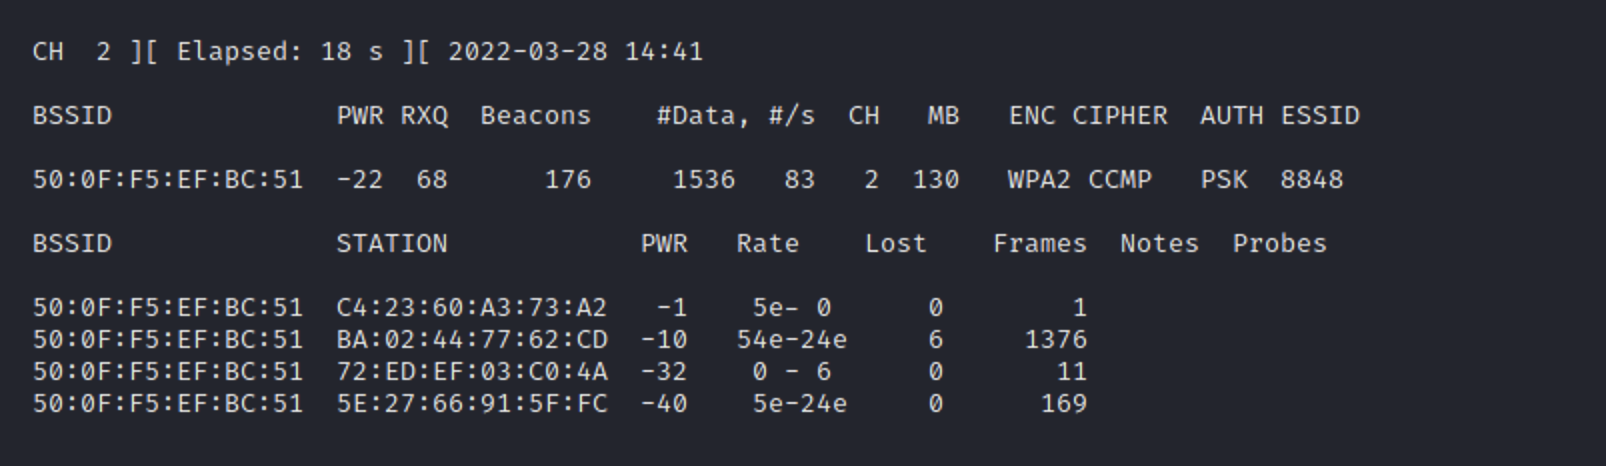 CH  2 ][ Elapsed: 18 s ][ 2022-03-28 14:41
BSSID              PWR RXQ  Beacons    #Data, #/s  CH   MB   ENC CIPHER  AUTH ESSID
50:0F:F5:EF:BC:51  -22  68      176     1536   83   2  130   WPA2 CCMP   PSK  8848
BSSID              STATION            PWR   Rate    Lost    Frames  Notes  Probes
50:0F:F5:EF:BC:51  C4:23:60:A3:73:A2   -1    5e- 0      0        1
50:0F:F5:EF:BC:51  BA:02:44:77:62:CD  -10   54e-24e     6     1376
50:0F:F5:EF:BC:51  72:ED:EF:03:C0:4A  -32    0 - 6      0       11
50:0F:F5:EF:BC:51  5E:27:66:91:5F:FC  -40    5e-24e     0      169